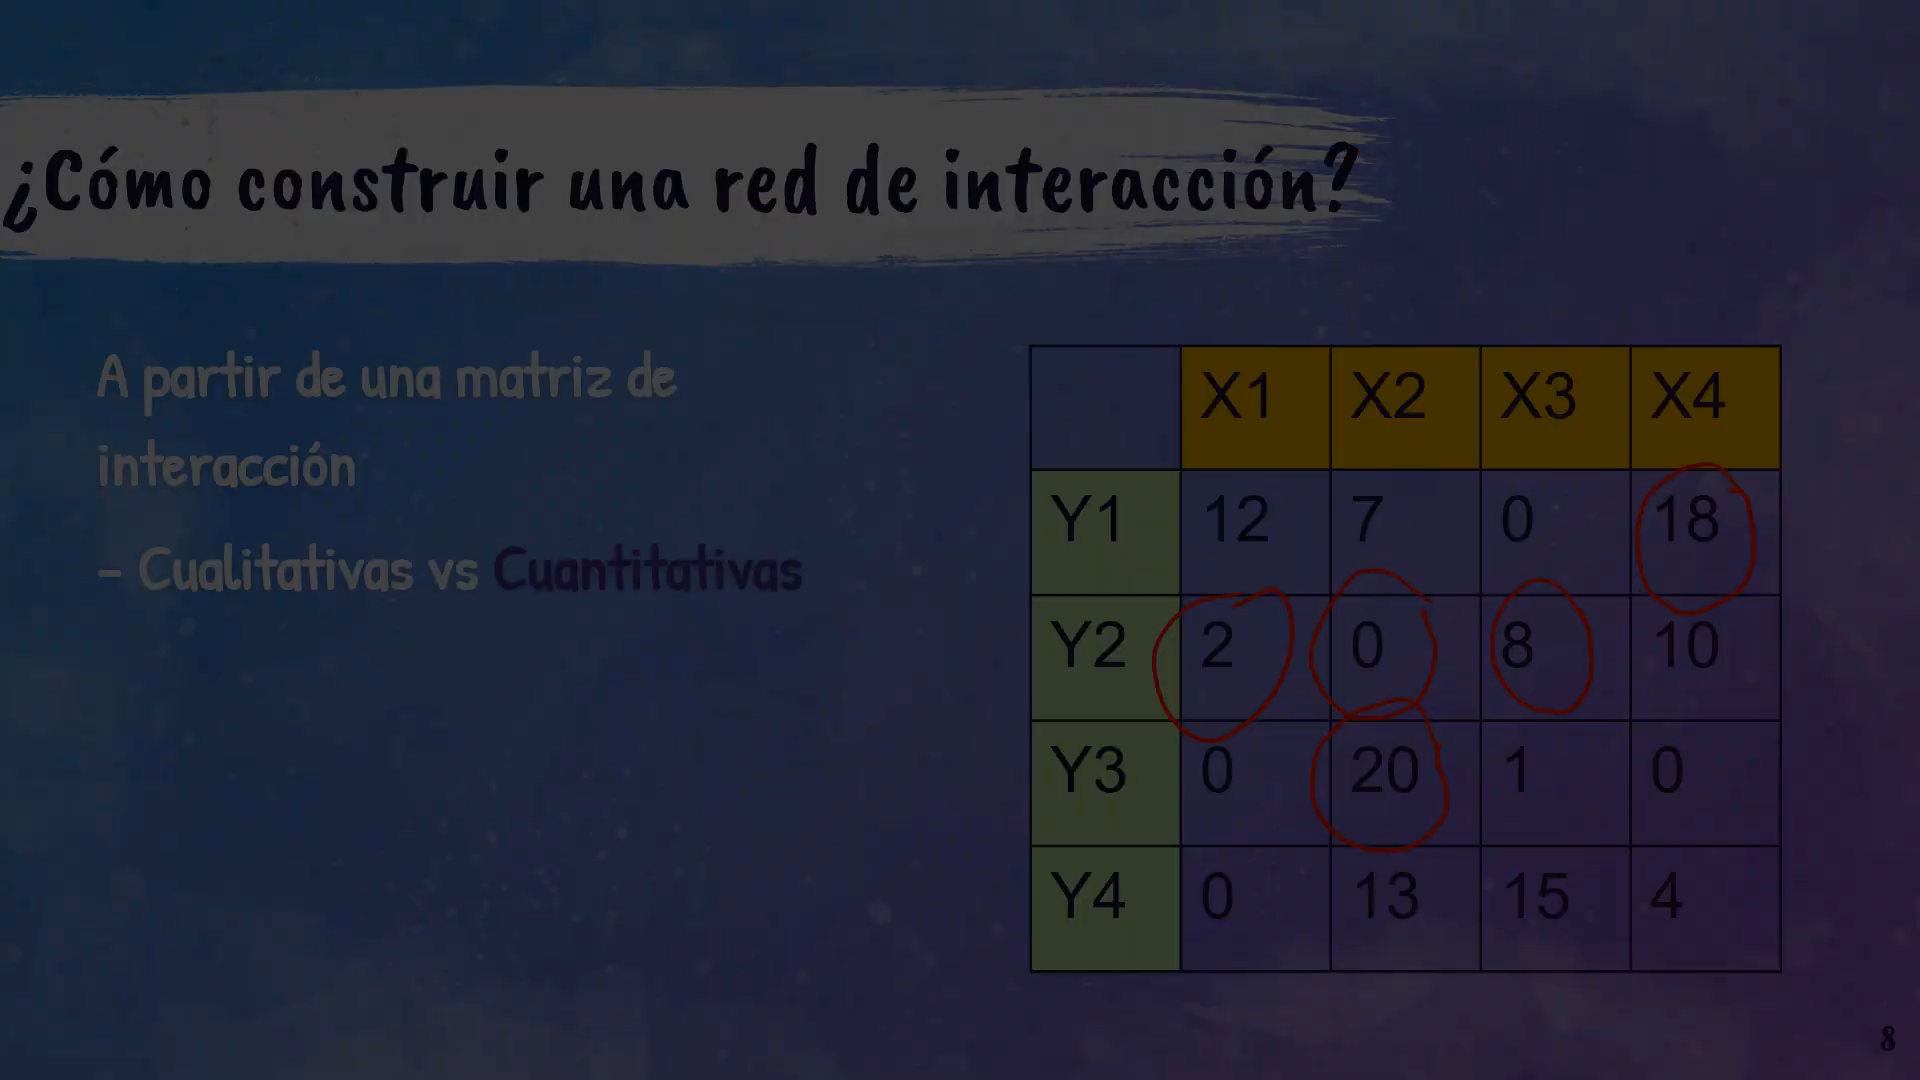 ¿Cómo construir una red de interacción?
A partir de una matriz de
interacción
- Cualitativas vs Cuantitativas
X1 X2 X3 X4
Y1 12 7 0 18
Y2 2 0 8 10
Y3 0 20 1 0
Y4 0 13 15 4
8